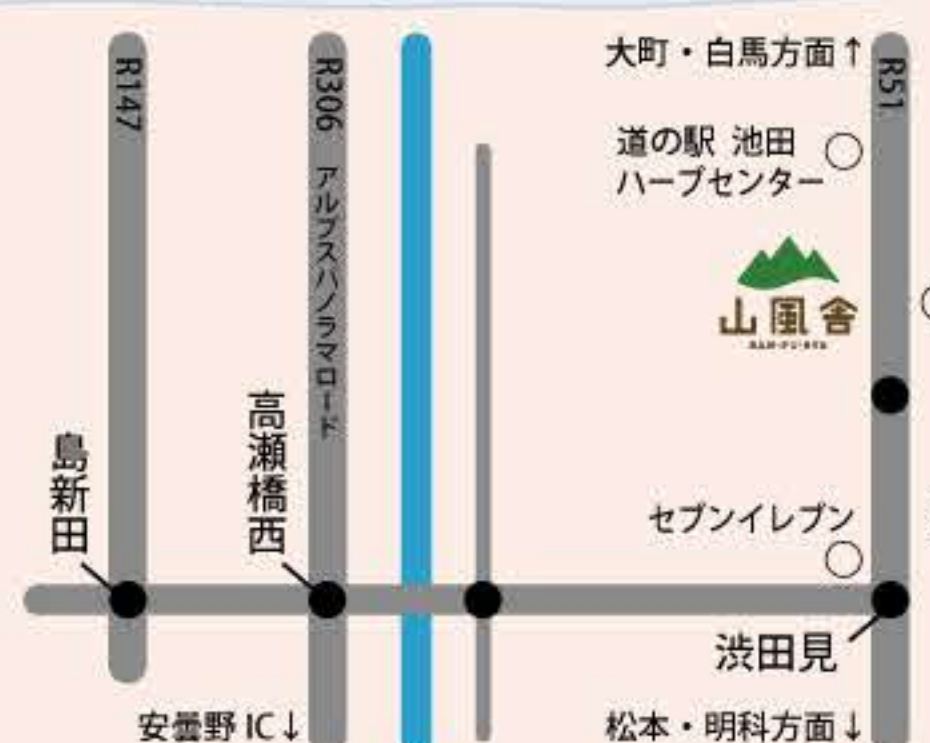 R147
R306 アルプスパノラマロード
大町・白馬方面↑
R51
道の駅 池田
ハーブセンター
山風舎
高瀬橋西
島新田
セブンイレブン
渋田見
安曇野 IC↓
松本・明科方面↓